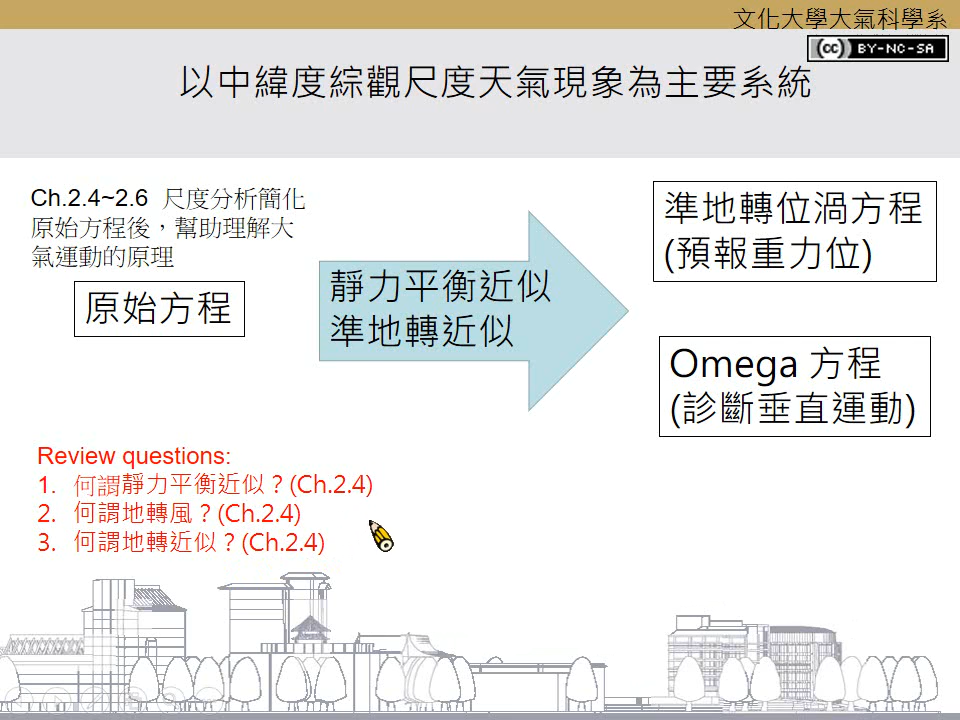 文化大學大氣科學系
(cc) BY-NC-SA
以中緯度綜觀尺度天氣現象為主要系統
Ch.2.4~2.6 尺度分析簡化
原始方程後，幫助理解大
氣運動的原理
原始方程
靜力平衡近似
準地轉近似
準地轉位渦方程
(預報重力位)
Omega 方程
(診斷垂直運動)
Review questions:
1. 何謂靜力平衡近似？(Ch.2.4)
2. 何謂地轉風？(Ch.2.4)
3. 何謂地轉近似？(Ch.2.4)